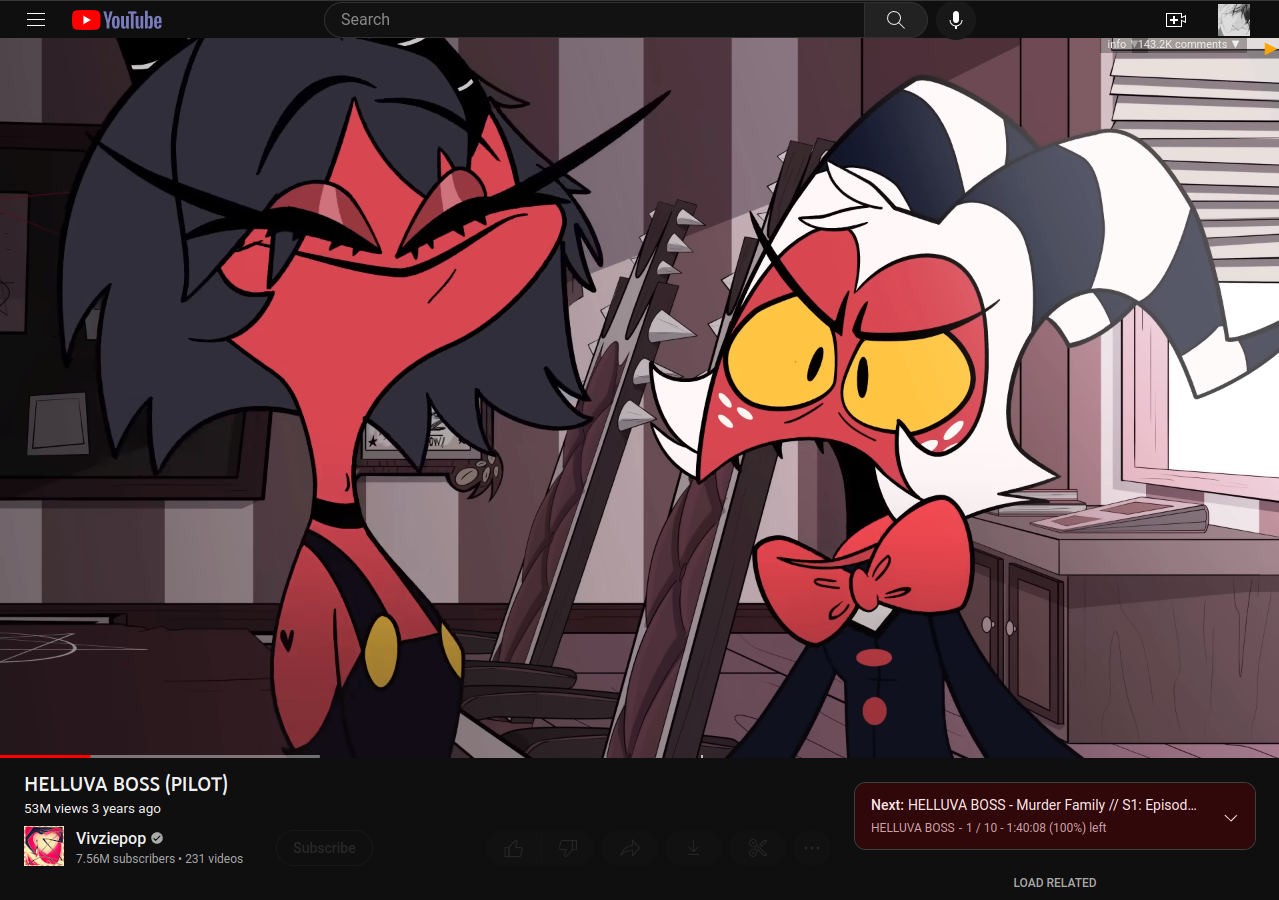 YouTube
Search
info ▼ 143.2K comments ▼
HELLUVA BOSS (PILOT)
53M views 3 years ago
Vivziepop
7.56M subscribers • 231 videos
Subscribe
Next: HELLUVA BOSS - Murder Family // S1: Episod…
HELLUVA BOSS - 1 / 10 - 1:40:08 (100%) left
LOAD RELATED